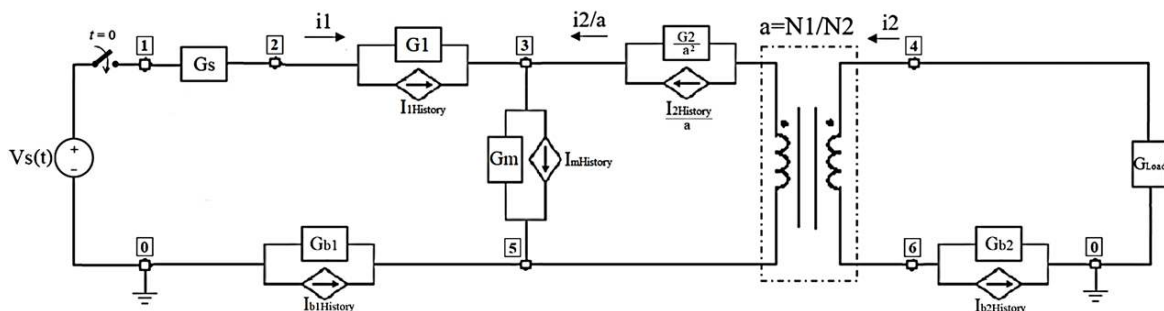 i1
i2/a
a=N1/N2
i2
t=0
1
2
3
4
Gs
G1
G2
a²
I1History
I2History
a
Vs(t)
+
-
Gm
ImHistory
GLoad
0
Gb1
5
6
Gb2
0
Ib1History
Ib2History